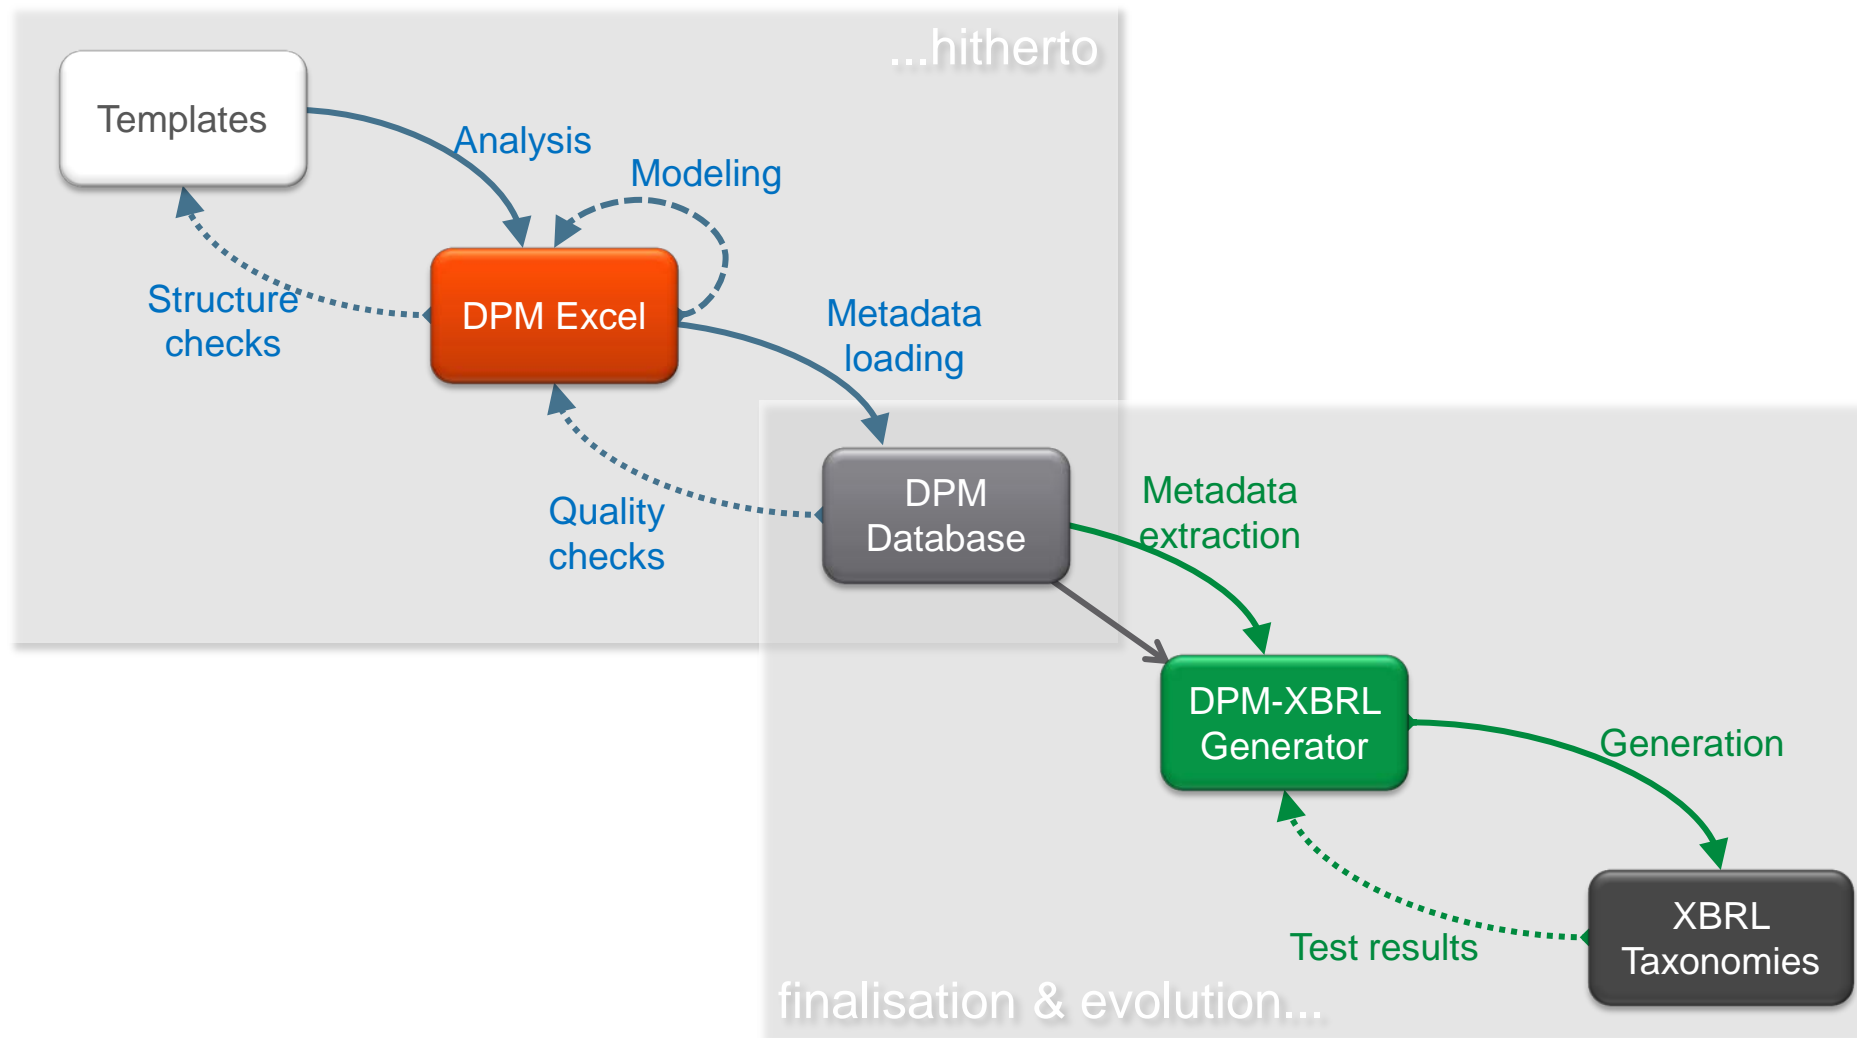 ...hitherto
Templates
Analysis
Modeling
Structure
checks
DPM Excel
Metadata
loading
Quality
checks
DPM
Database
Metadata
extraction
DPM-XBRL
Generator
Generation
Test results
XBRL
Taxonomies
finalisation & evolution...